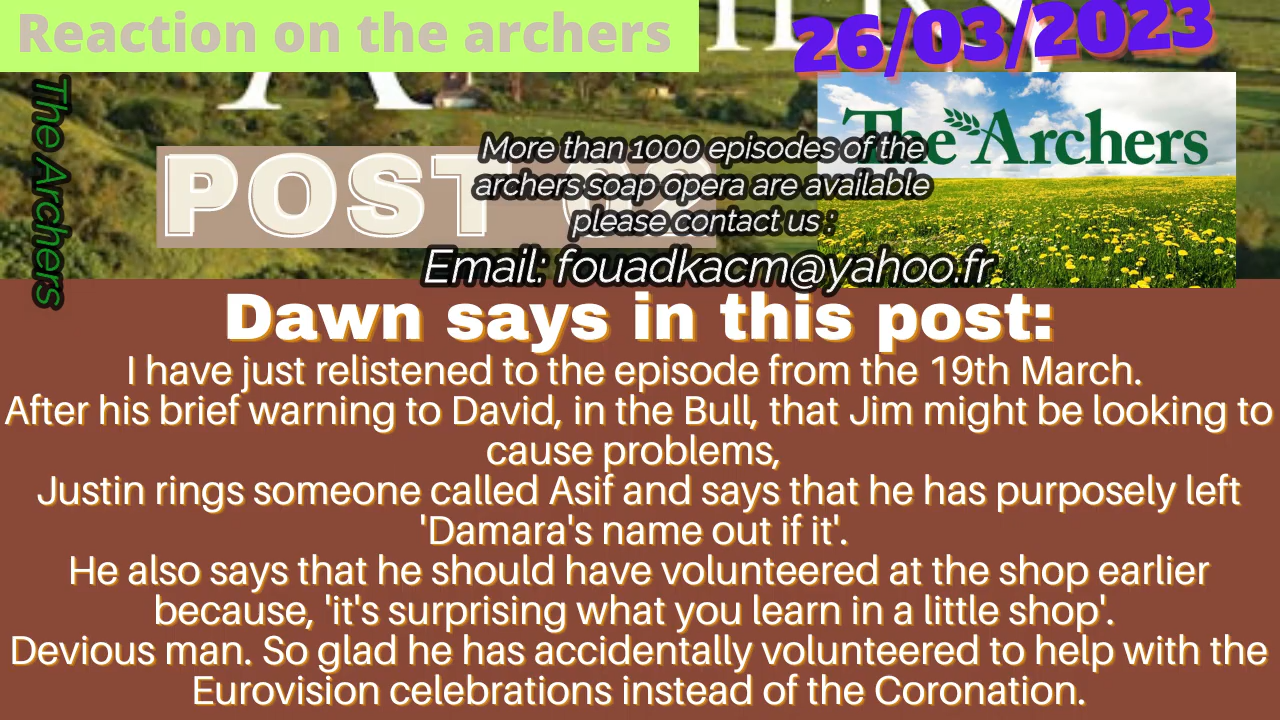 Reaction on the archers
26/03/2023
The Archers
The Archers
POST 02
More than 1000 episodes of the
archers soap opera are available
please contact us :
Email: fouadkacm@yahoo.fr
Dawn says in this post:
I have just relistened to the episode from the 19th March.
After his brief warning to David, in the Bull, that Jim might be looking to
cause problems,
Justin rings someone called Asif and says that he has purposely left
'Damara's name out if it'.
He also says that he should have volunteered at the shop earlier
because, 'it's surprising what you learn in a little shop'.
Devious man. So glad he has accidentally volunteered to help with the
Eurovision celebrations instead of the Coronation.